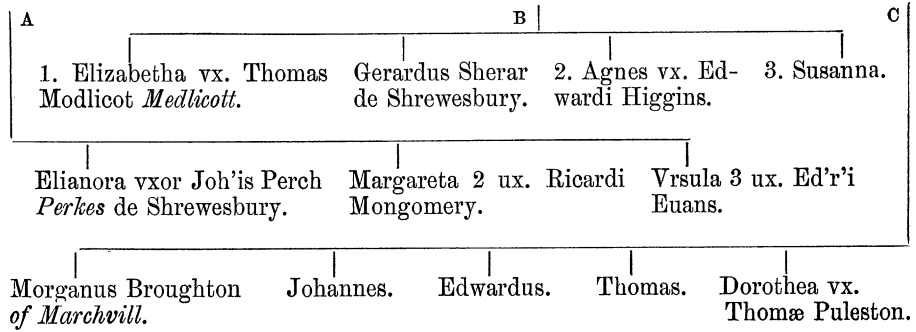 A B C
1. Elizabetha vx. Thomas Gerardus Sherar 2. Agnes vx. Ed- 3. Susanna.
Modlicot Medlicott. de Shrewesbury. wardi Higgins.
Elianora vxor Joh'is Perch Margareta 2 ux. Ricardi Vrsula 3 ux. Ed'r'i
Perkes de Shrewesbury. Mongomery. Euans.
Morganus Broughton Johannes. Edwardus. Thomas. Dorothea vx.
of Marchvill. Thomæ Puleston.